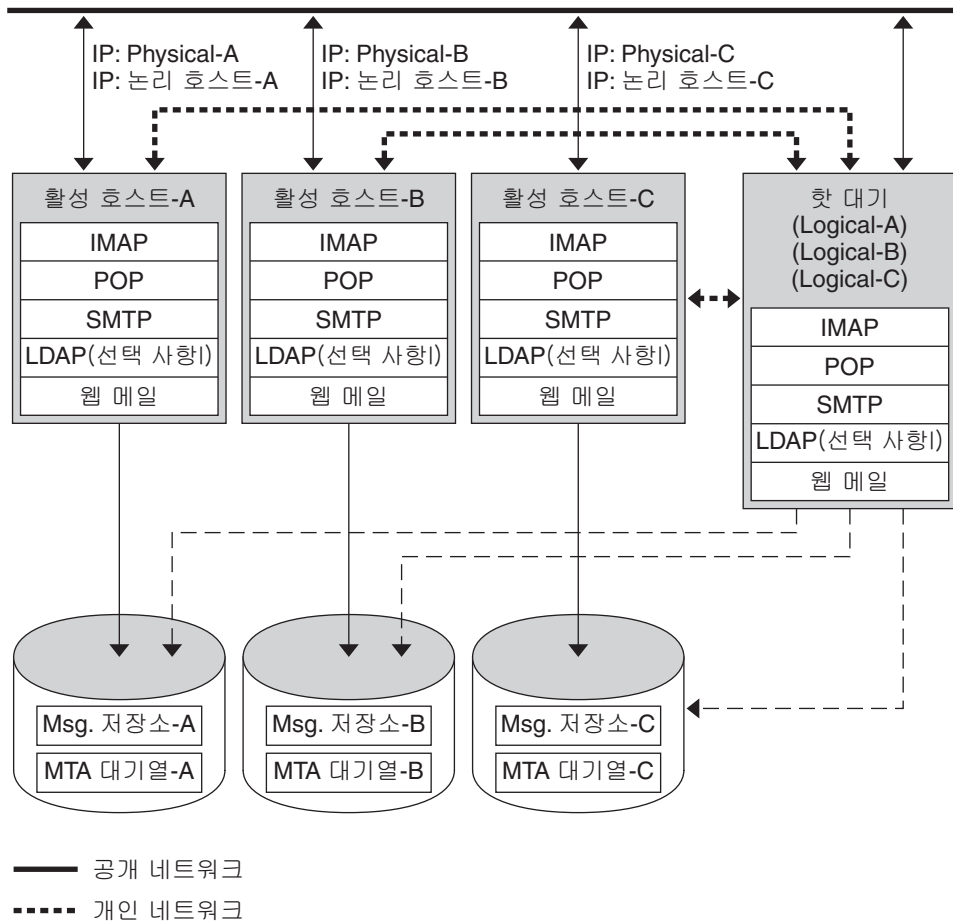 IP: Physical-A
IP: 논리 호스트-A
IP: Physical-B
IP: 논리 호스트-B
IP: Physical-C
IP: 논리 호스트-C
활성 호스트-A
IMAP
POP
SMTP
LDAP(선택 사항I)
웹 메일
활성 호스트-B
IMAP
POP
SMTP
LDAP(선택 사항I)
웹 메일
활성 호스트-C
IMAP
POP
SMTP
LDAP(선택 사항I)
웹 메일
핫 대기
(Logical-A)
(Logical-B)
(Logical-C)
IMAP
POP
SMTP
LDAP(선택 사항I)
웹 메일
Msg. 저장소-A
MTA 대기열-A
Msg. 저장소-B
MTA 대기열-B
Msg. 저장소-C
MTA 대기열-C
공개 네트워크
개인 네트워크